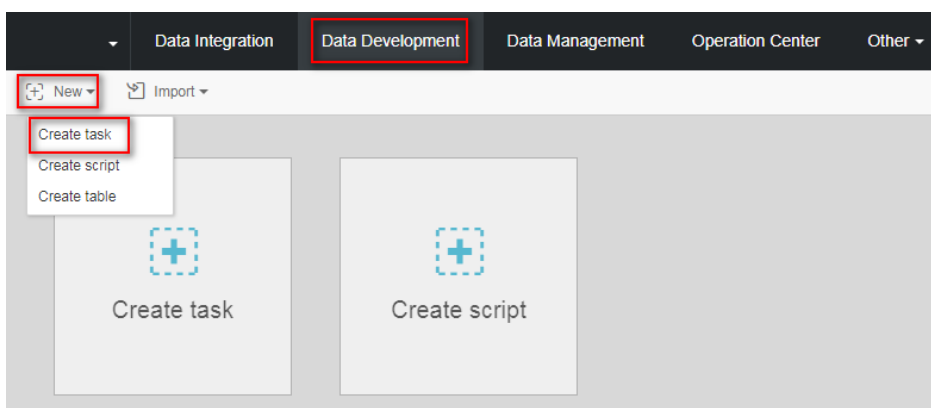 Data Integration Data Development Data Management Operation Center Other
New Import
Create task
Create script
Create table
Create task Create script